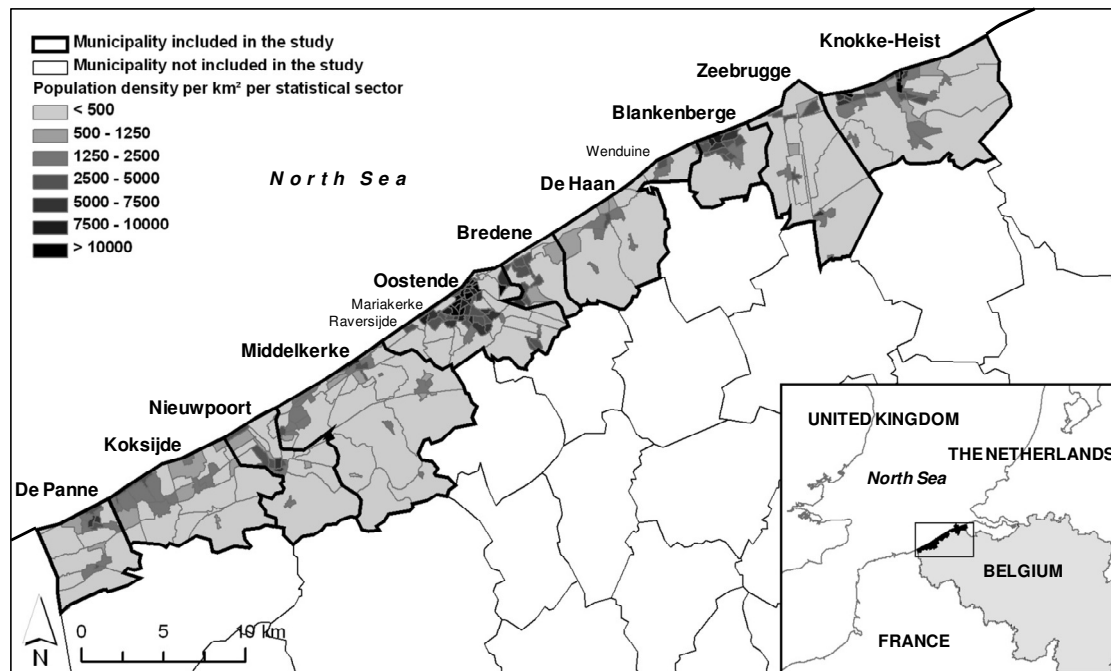 Municipality included in the study
Municipality not included in the study
Population density per km² per statistical sector
< 500
500 - 1250
1250 - 2500
2500 - 5000
5000 - 7500
7500 - 10000
> 10000
North Sea
Knokke-Heist
Zeebrugge
Blankenberge
Wenduine
De Haan
Bredene
Oostende
Mariakerke
Raversijde
Middelkerke
Nieuwpoort
Koksijde
De Panne
N
0 5 10 km
UNITED KINGDOM
THE NETHERLANDS
North Sea
BELGIUM
FRANCE